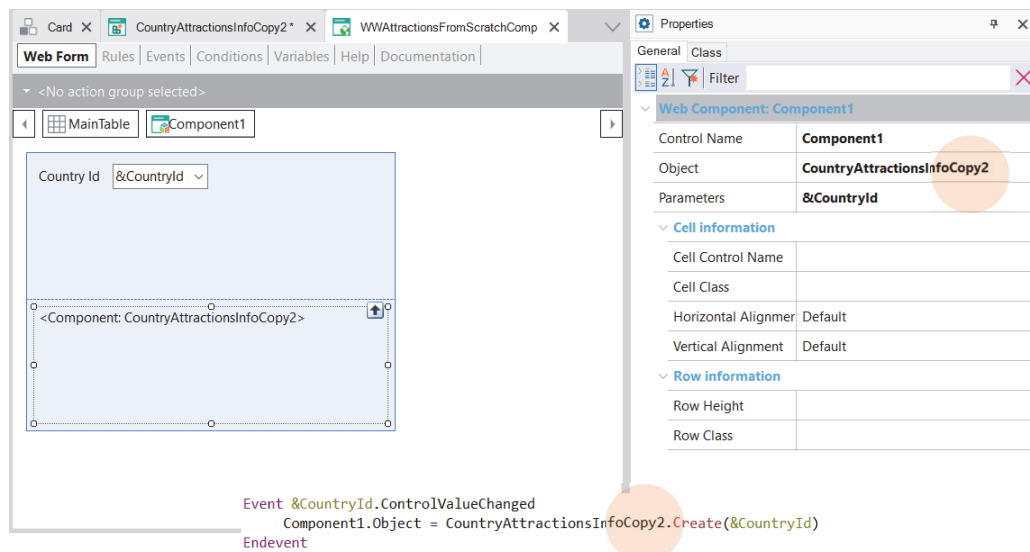 Card
CountryAttractionsInfoCopy2*
WWAttractionsFromScratchComp
Web Form Rules Events Conditions Variables Help Documentation
<No action group selected>
MainTable Component1
Country Id &CountryId
<Component: CountryAttractionsInfoCopy2>
Properties
General Class
Filter
Web Component: Component1
Control Name Component1
Object CountryAttractionsInfoCopy2
Parameters &CountryId
Cell information
Cell Control Name
Cell Class
Horizontal Alignmer Default
Vertical Alignment Default
Row information
Row Height
Row Class
Event &CountryId.ControlValueChanged
Component1.Object = CountryAttractionsInfoCopy2.Create(&CountryId)
Endevent